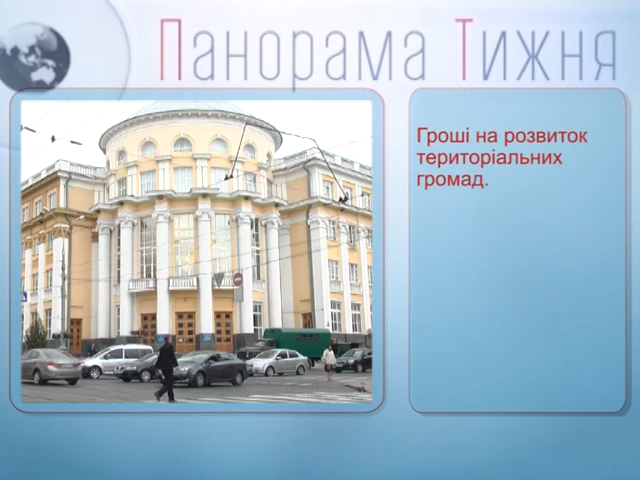 Панорама Тижня
Гроші на розвиток
територіальних
громад.